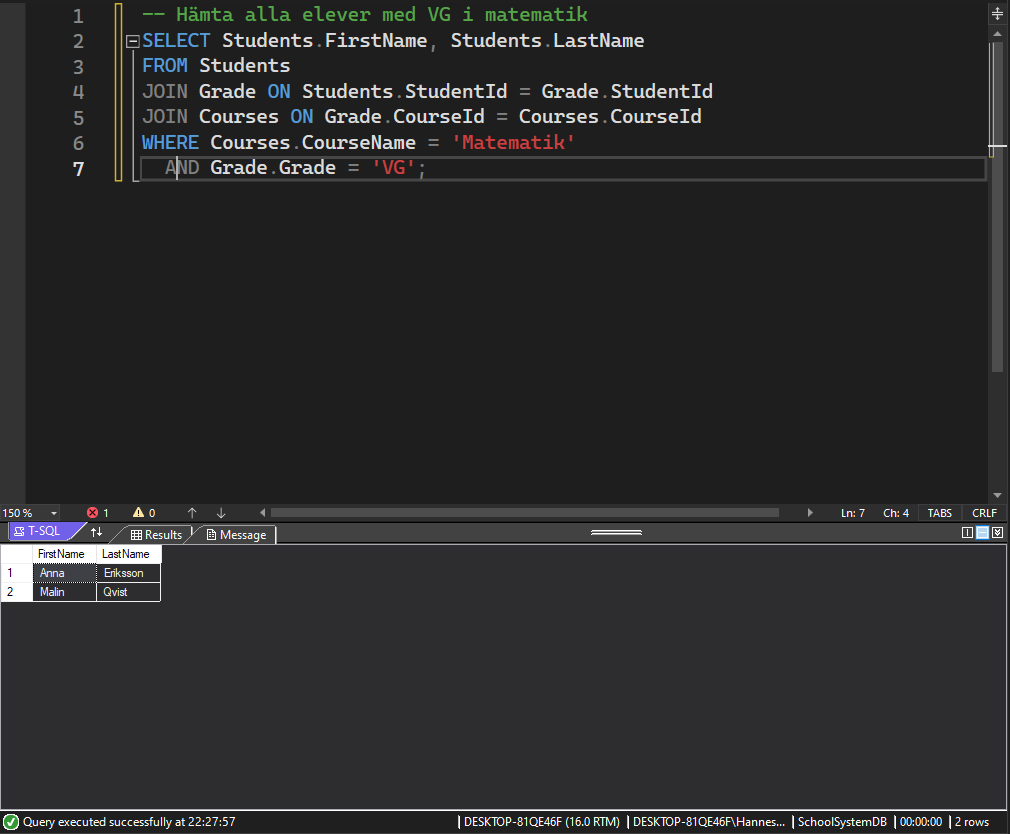 1 -- Hämta alla elever med VG i matematik
2 SELECT Students.FirstName, Students.LastName
3 FROM Students
4 JOIN Grade ON Students.StudentId = Grade.StudentId
5 JOIN Courses ON Grade.CourseId = Courses.CourseId
6 WHERE Courses.CourseName = 'Matematik'
7 AND Grade.Grade = 'VG';
150 % 1 0 Ln: 7 Ch: 4 TABS CRLF
T-SQL Results Message
FirstName LastName
1 Anna Eriksson
2 Malin Qvist
Query executed successfully at 22:27:57 DESKTOP-81QE46F (16.0 RTM) DESKTOP-81QE46F\Hannes... SchoolSystemDB 00:00:00 2 rows